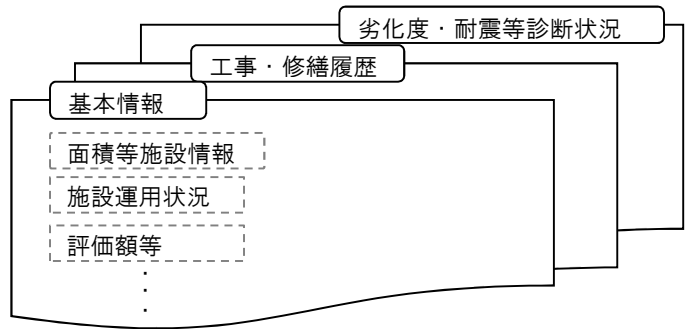 劣化度・耐震等診断状況
工事・修繕履歴
基本情報
面積等施設情報
施設運用状況
評価額等
・
・
・